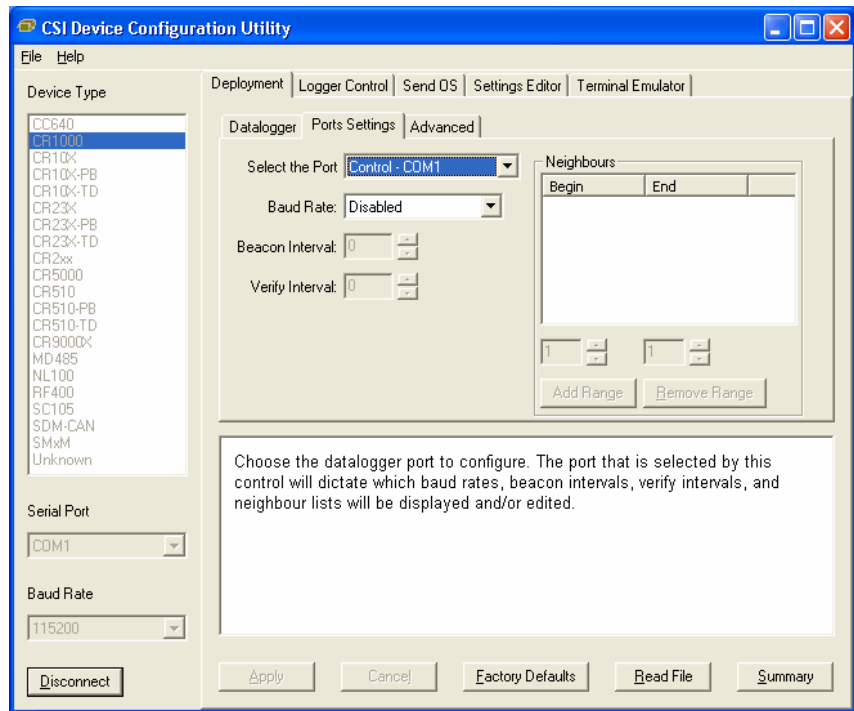 CSI Device Configuration Utility
File Help
Device Type
CC640
CR1000
CR10X
CR10X-PB
CR10X-TD
CR23X
CR23X-PB
CR23X-TD
CR2xx
CR5000
CR510
CR510-PB
CR510-TD
CR9000X
MD485
NL100
RF400
SC105
SDM-CAN
SMxM
Unknown
Serial Port
COM1
Baud Rate
115200
Disconnect
Deployment Logger Control Send OS Settings Editor Terminal Emulator
Datalogger Ports Settings Advanced
Select the Port Control - COM1
Baud Rate: Disabled
Beacon Interval: 0
Verify Interval: 0
Neighbours
Begin End
1 1
Add Range Remove Range
Choose the datalogger port to configure. The port that is selected by this
control will dictate which baud rates, beacon intervals, verify intervals, and
neighbour lists will be displayed and/or edited.
Apply Cancel Factory Defaults Read File Summary